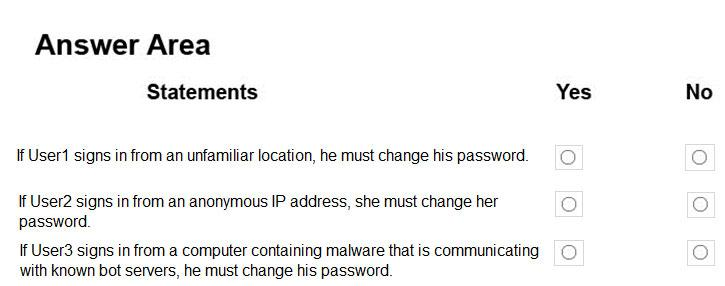 Answer Area
Statements Yes No
If User1 signs in from an unfamiliar location, he must change his password.
If User2 signs in from an anonymous IP address, she must change her
password.
If User3 signs in from a computer containing malware that is communicating
with known bot servers, he must change his password.